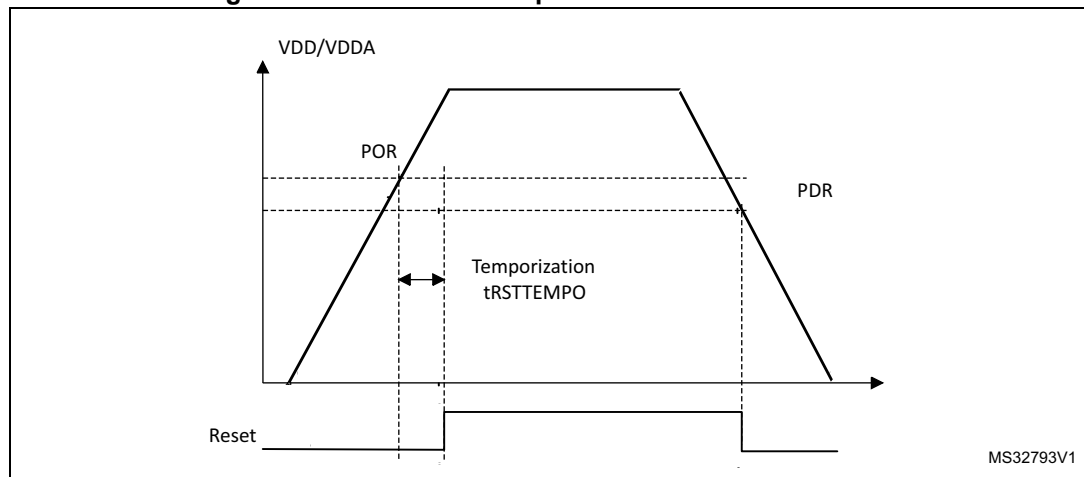 VDD/VDDA
POR
PDR
Temporization
tRSTTEMPO
Reset
MS32793V1